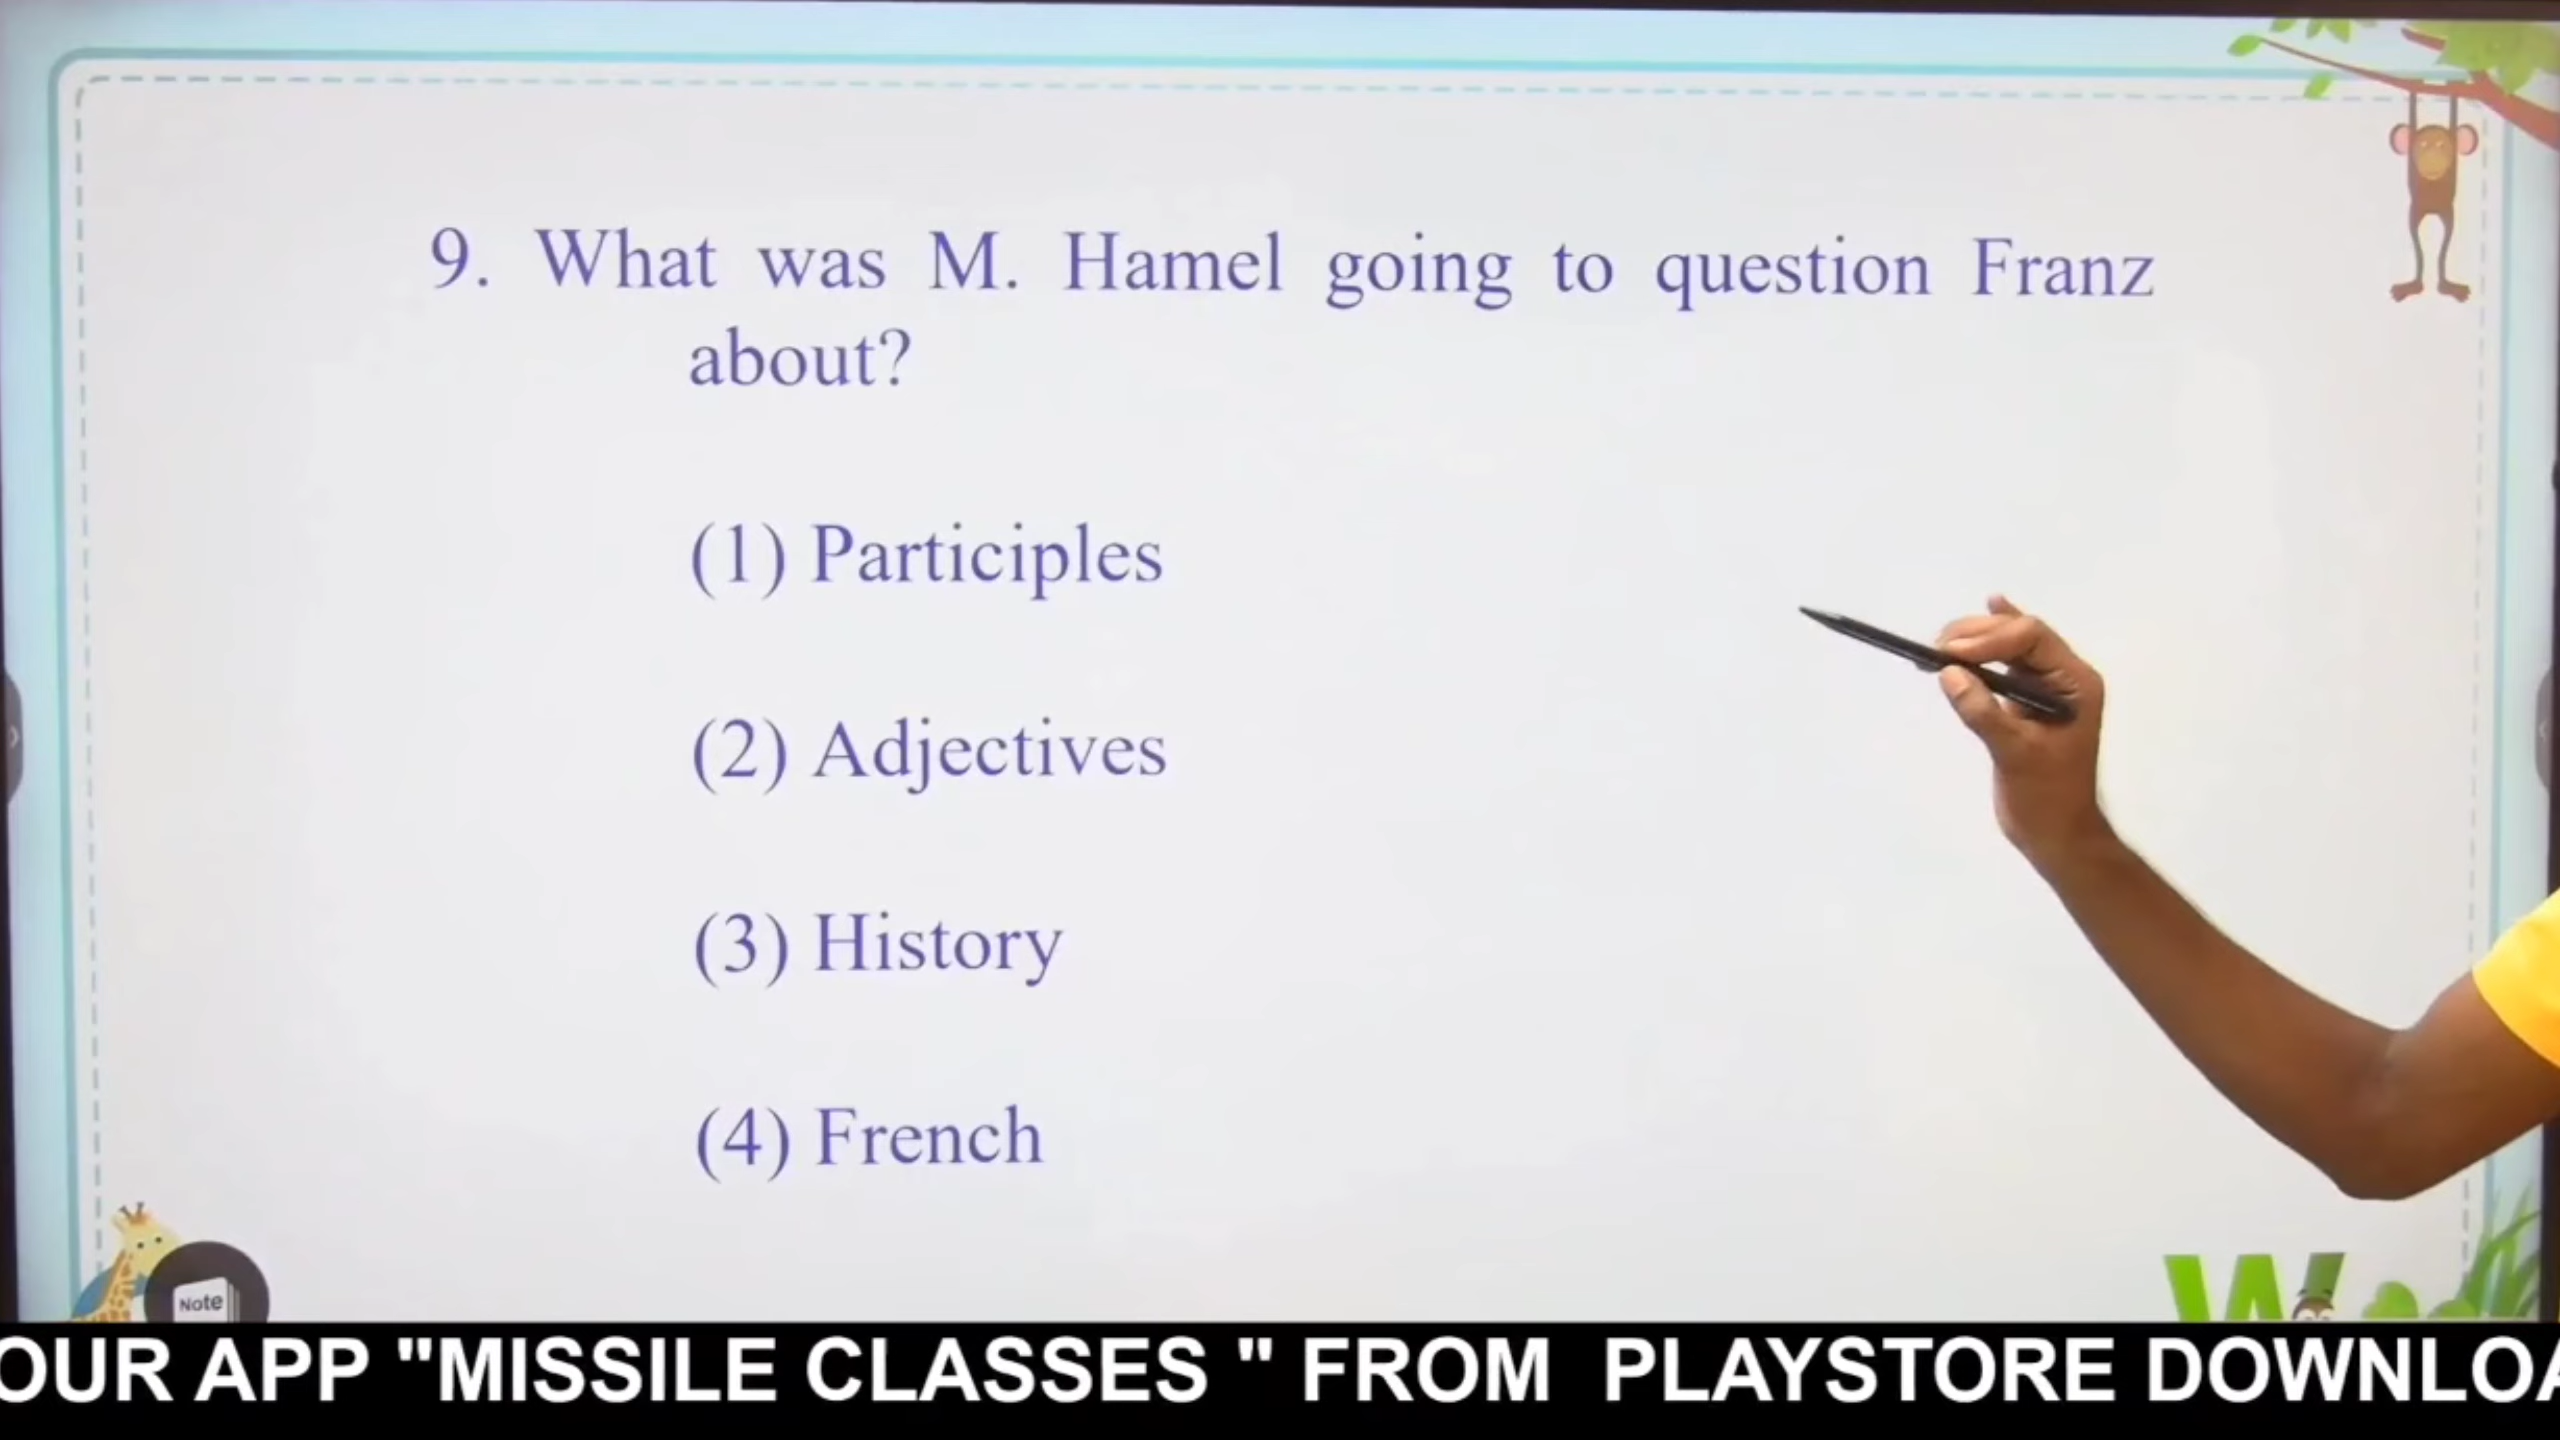 9. What was M. Hamel going to question Franz
about?
(1) Participles
(2) Adjectives
(3) History
(4) French
Note
W
OUR APP "MISSILE CLASSES " FROM PLAYSTORE